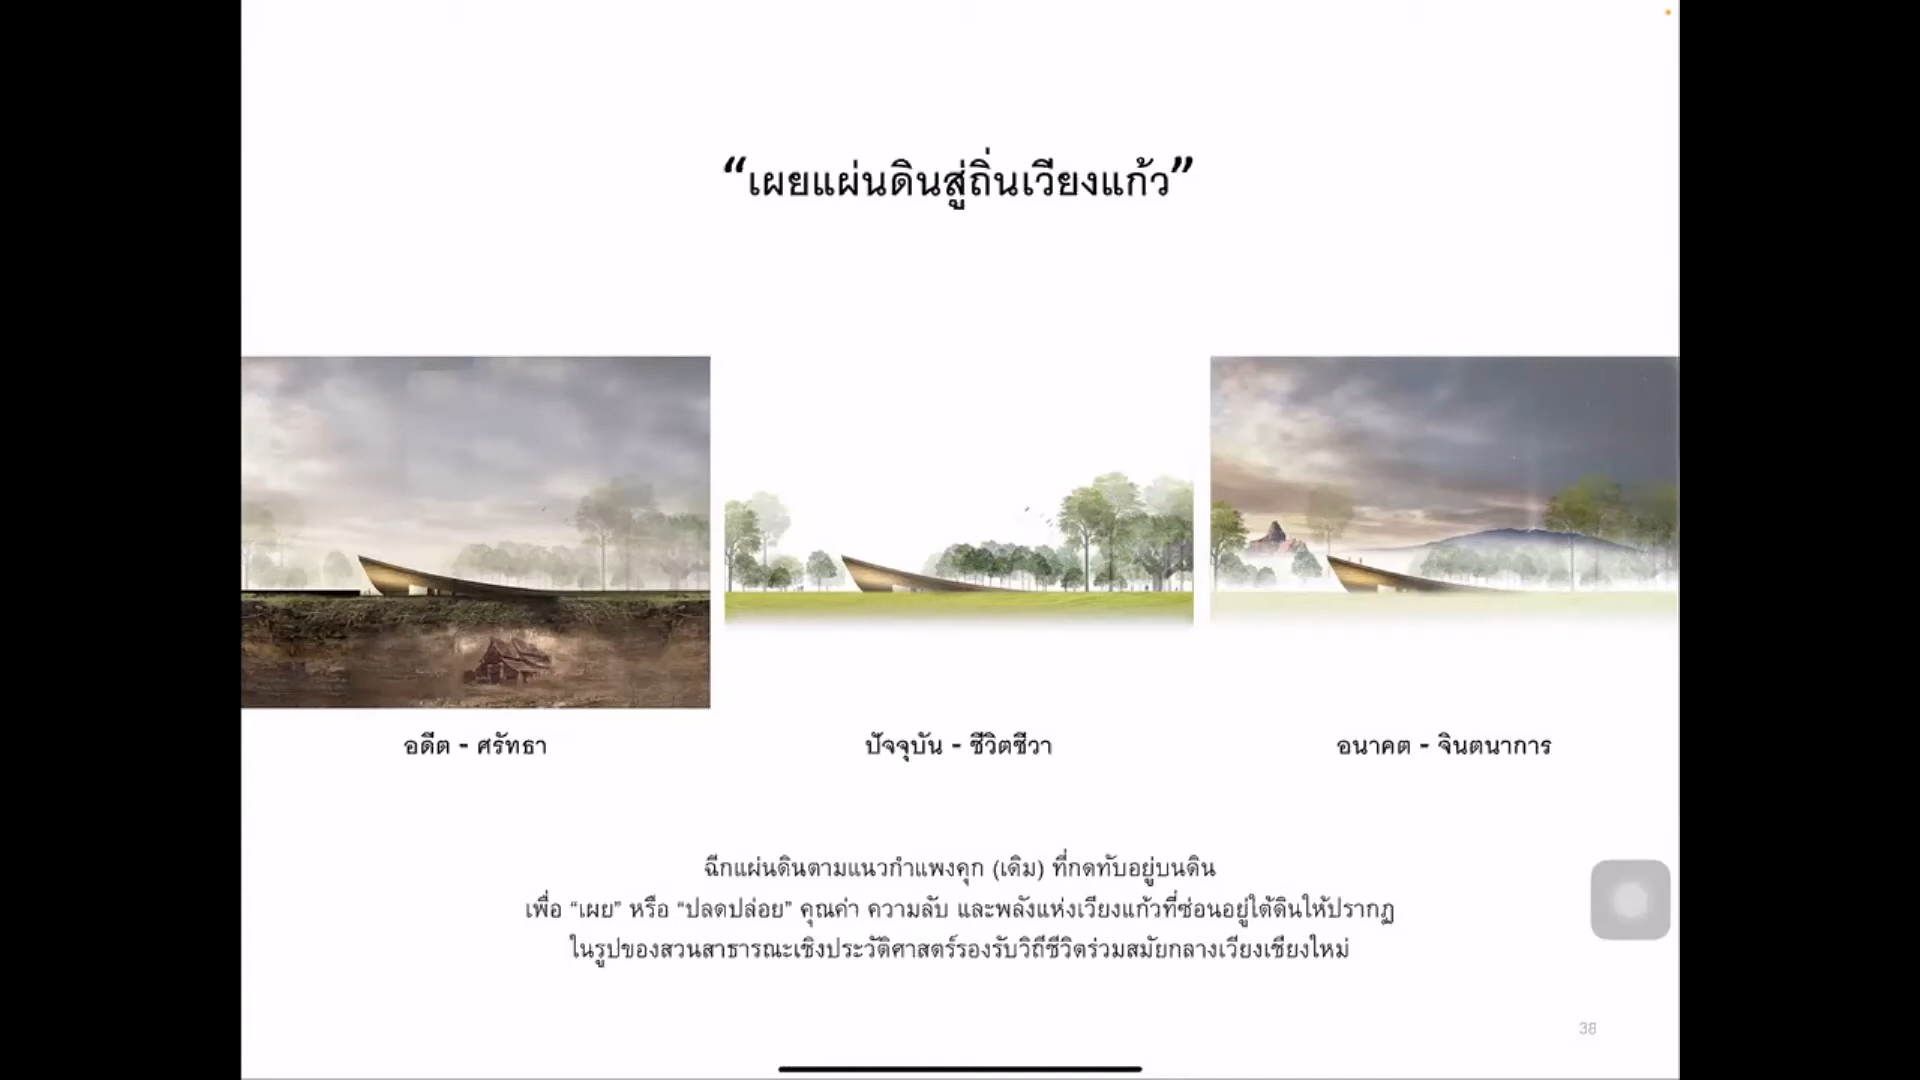 “เผยแผ่นดินสู่ถิ่นเวียงแก้ว”
อดีต - ศรัทธา
ปัจจุบัน - ชีวิตชีวา
อนาคต - จินตนาการ
ฉีกแผ่นดินตามแนวกำแพงคุก (เดิม) ที่กดทับอยู่บนดิน
เพื่อ “เผย” หรือ “ปลดปล่อย” คุณค่า ความลับ และพลังแห่งเวียงแก้วที่ซ่อนอยู่ใต้ดินให้ปรากฏ
ในรูปของสวนสาธารณะเชิงประวัติศาสตร์รองรับวิถีชีวิตร่วมสมัยกลางเวียงเชียงใหม่
38